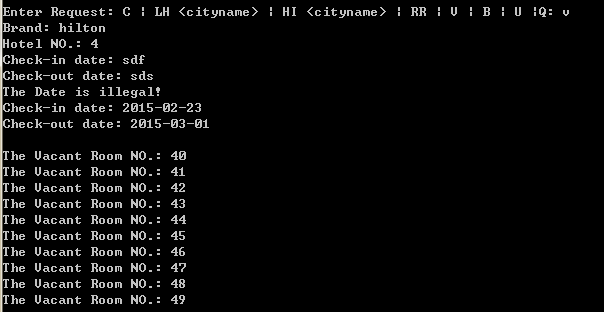 Enter Request: C ¦ LH <cityname> ¦ HI <cityname> ¦ RR ¦ V ¦ B ¦ U ¦Q: v
Brand: hilton
Hotel NO.: 4
Check-in date: sdf
Check-out date: sds
The Date is illegal!
Check-in date: 2015-02-23
Check-out date: 2015-03-01
The Vacant Room NO.: 40
The Vacant Room NO.: 41
The Vacant Room NO.: 42
The Vacant Room NO.: 43
The Vacant Room NO.: 44
The Vacant Room NO.: 45
The Vacant Room NO.: 46
The Vacant Room NO.: 47
The Vacant Room NO.: 48
The Vacant Room NO.: 49